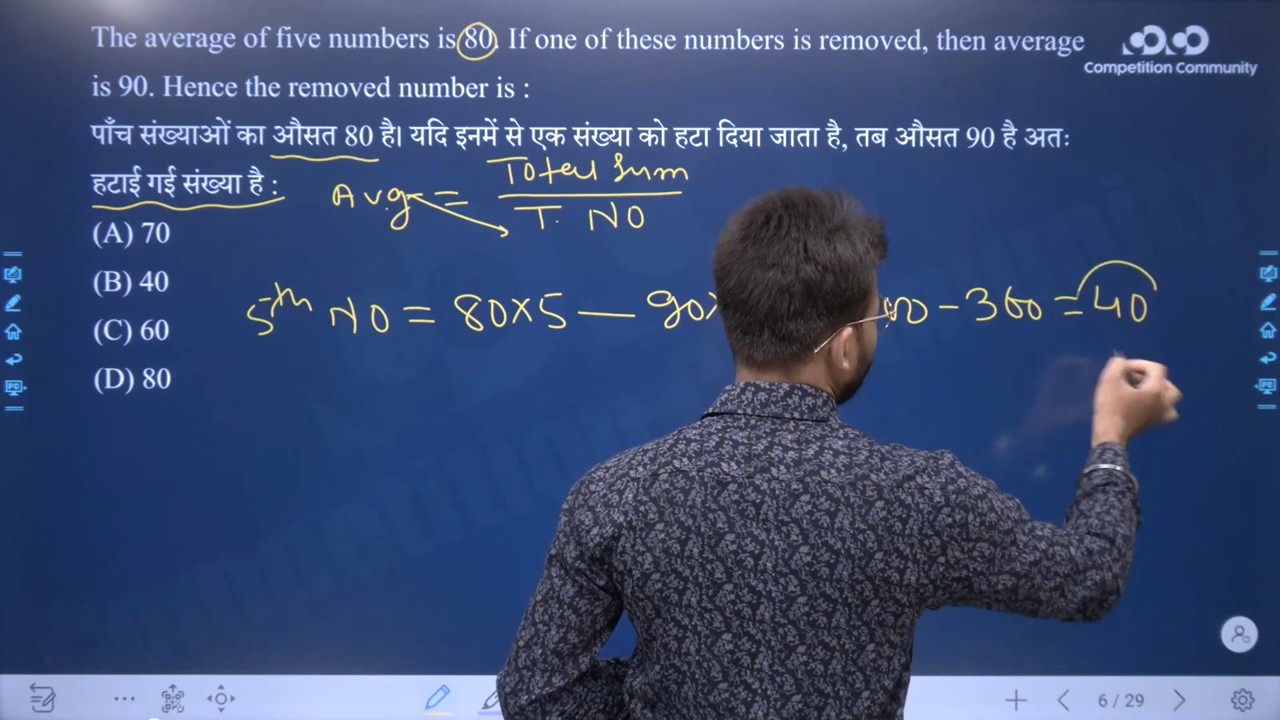 The average of five numbers is 80. If one of these numbers is removed, then average
is 90. Hence the removed number is :
Competition Community
पाँच संख्याओं का औसत 80 है। यदि इनमें से एक संख्या को हटा दिया जाता है, तब औसत 90 है अतः
हटाई गई संख्या है :
Avg = Total Sum
T. NO
(A) 70
(B) 40
5th NO = 80×5 — 90× 00 - 360 = 40
(C) 60
(D) 80
6 / 29